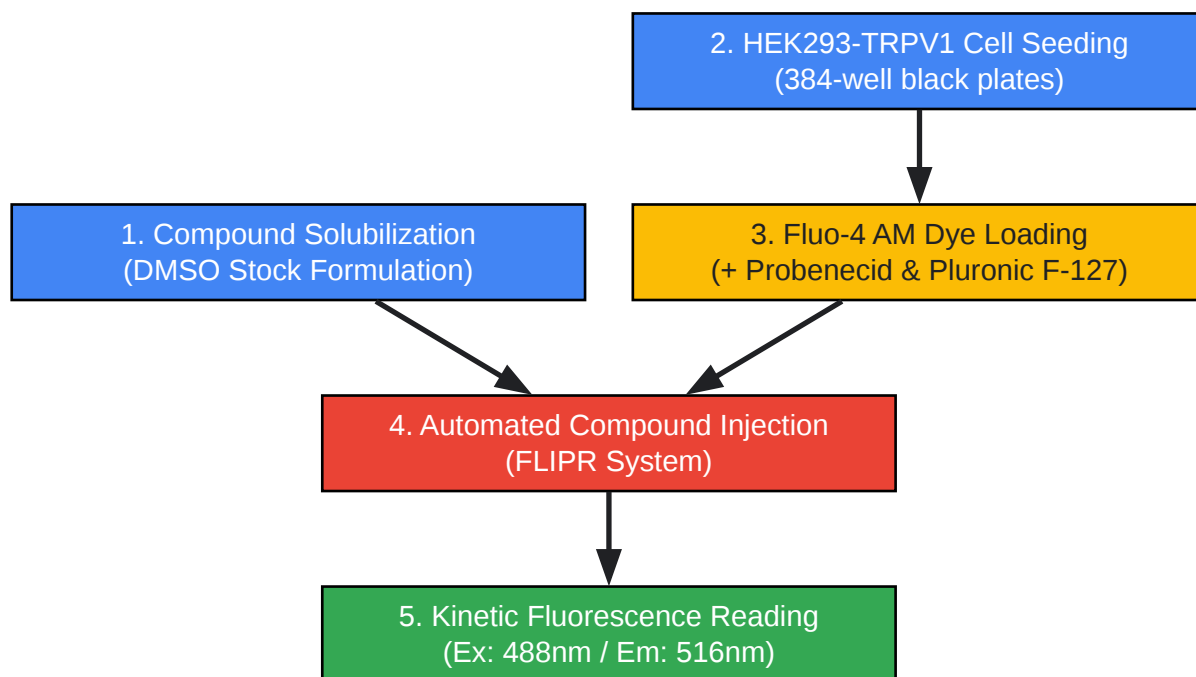 2. HEK293-TRPV1 Cell Seeding
(384-well black plates)
1. Compound Solubilization
(DMSO Stock Formulation)
3. Fluo-4 AM Dye Loading
(+ Probenecid & Pluronic F-127)
4. Automated Compound Injection
(FLIPR System)
5. Kinetic Fluorescence Reading
(Ex: 488nm / Em: 516nm)